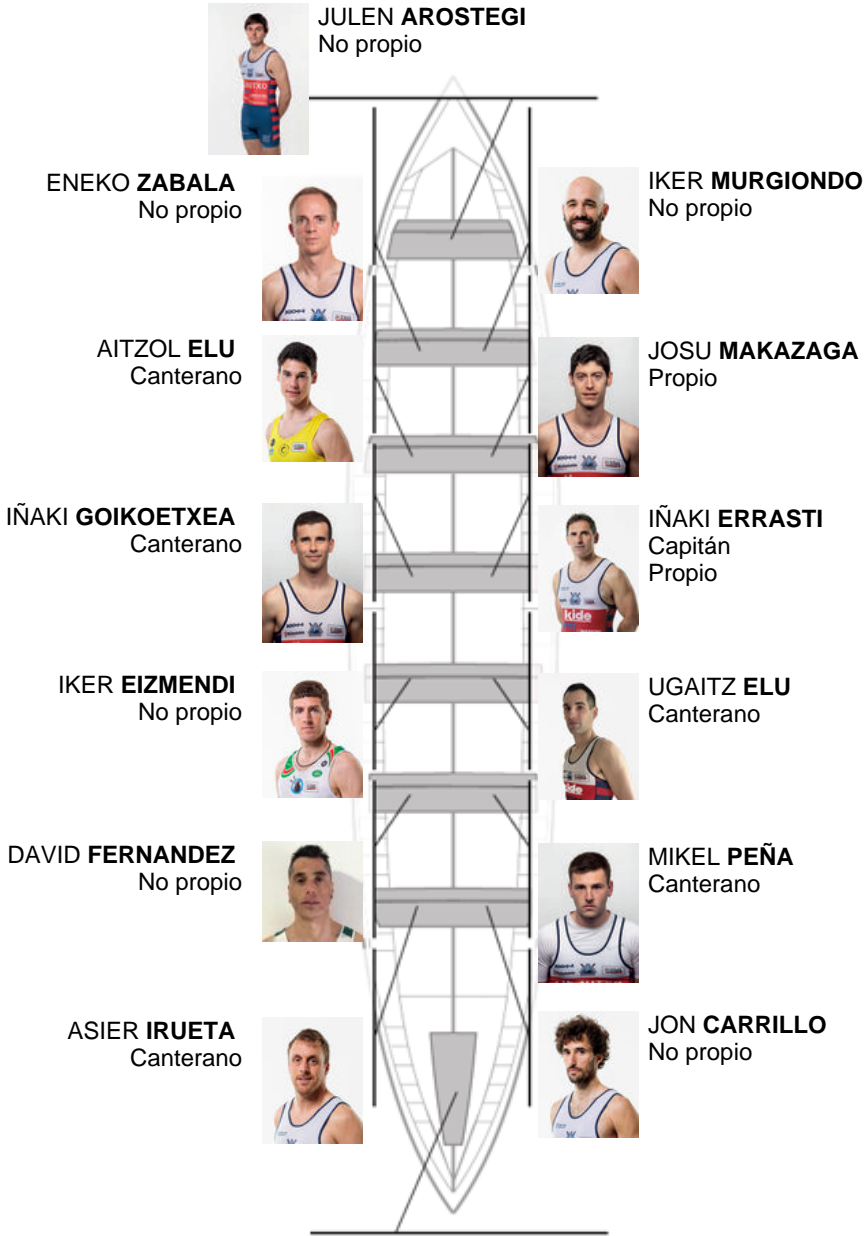 JULEN AROSTEGI
No propio
ENEKO ZABALA
No propio
IKER MURGIONDO
No propio
AITZOL ELU
Canterano
JOSU MAKAZAGA
Propio
IÑAKI GOIKOETXEA
Canterano
IÑAKI ERRASTI
Capitán
Propio
kide
IKER EIZMENDI
No propio
UGAITZ ELU
Canterano
kide
DAVID FERNANDEZ
No propio
MIKEL PEÑA
Canterano
ASIER IRUETA
Canterano
JON CARRILLO
No propio